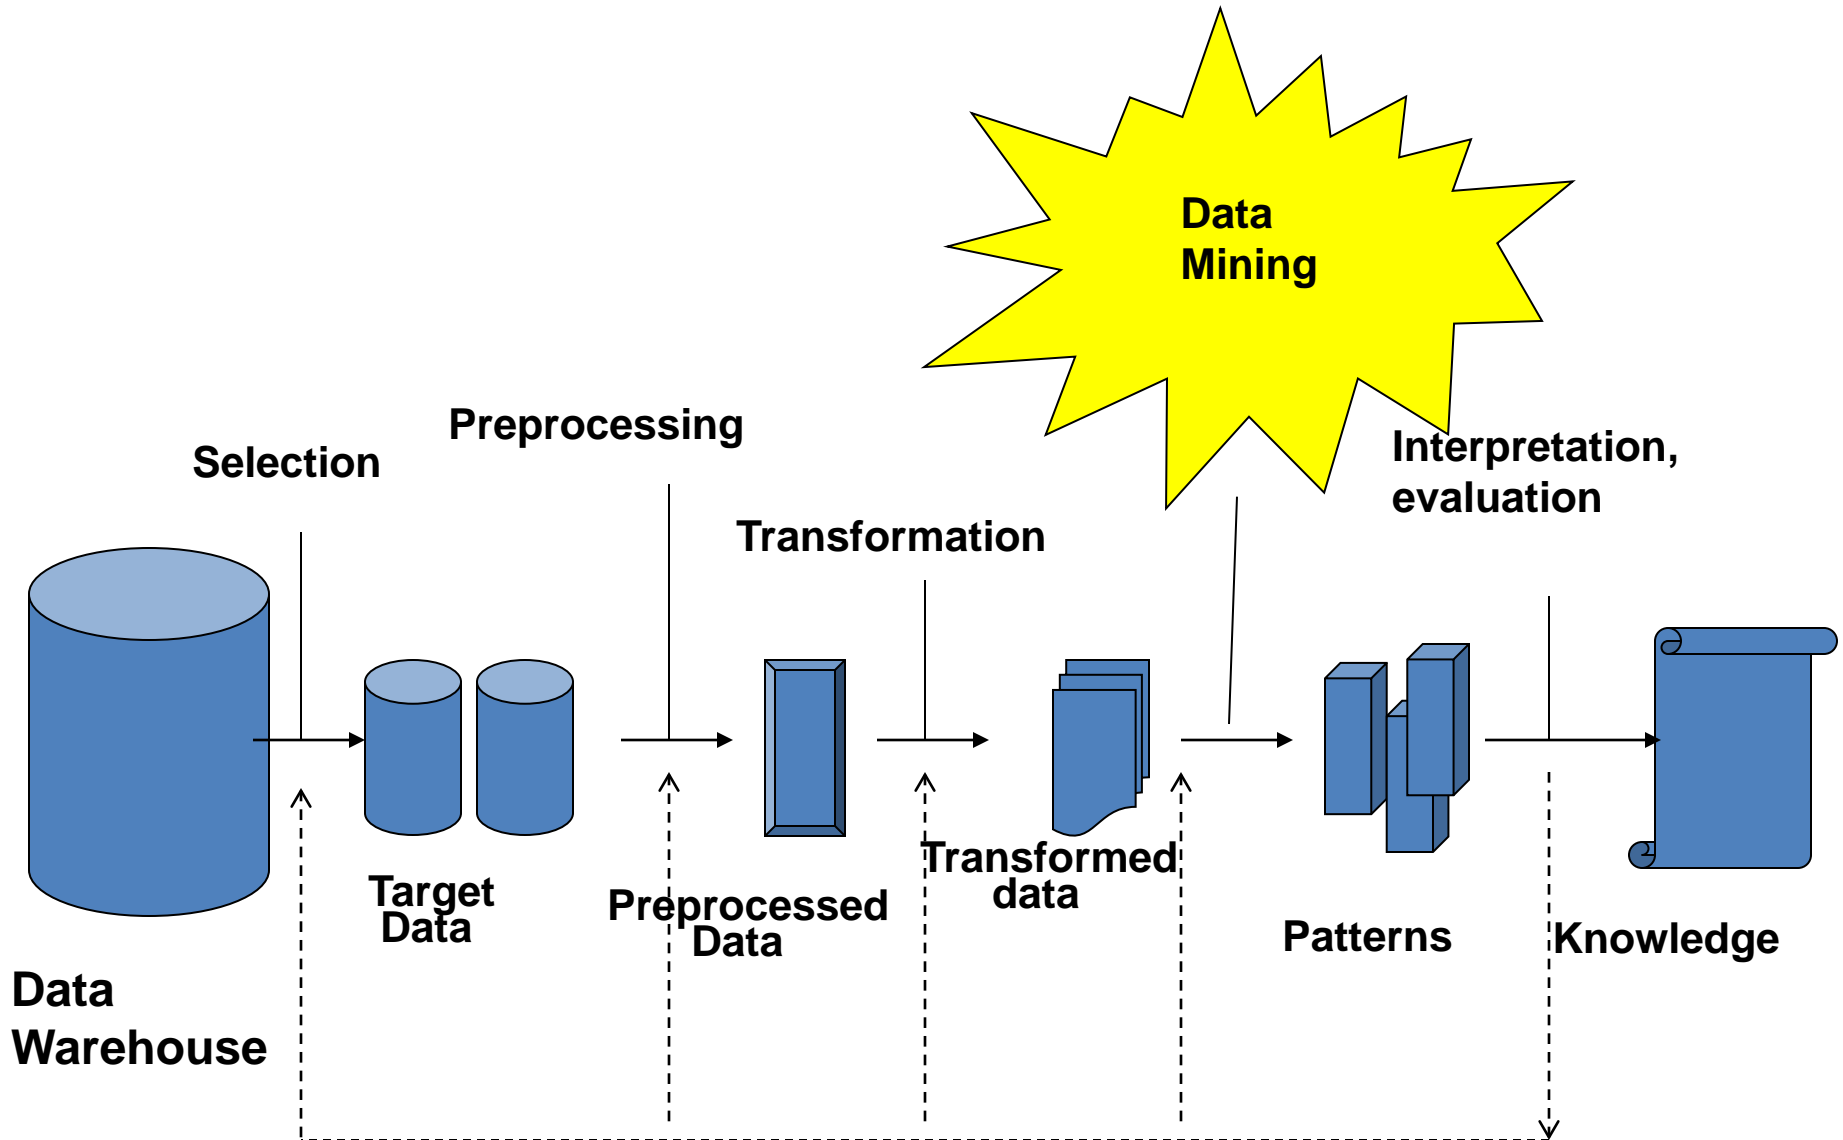 Data
Mining
Preprocessing
Selection
Interpretation,
evaluation
Transformation
Transformed
data
Target
Data
Preprocessed
Data
Patterns
Knowledge
Data
Warehouse